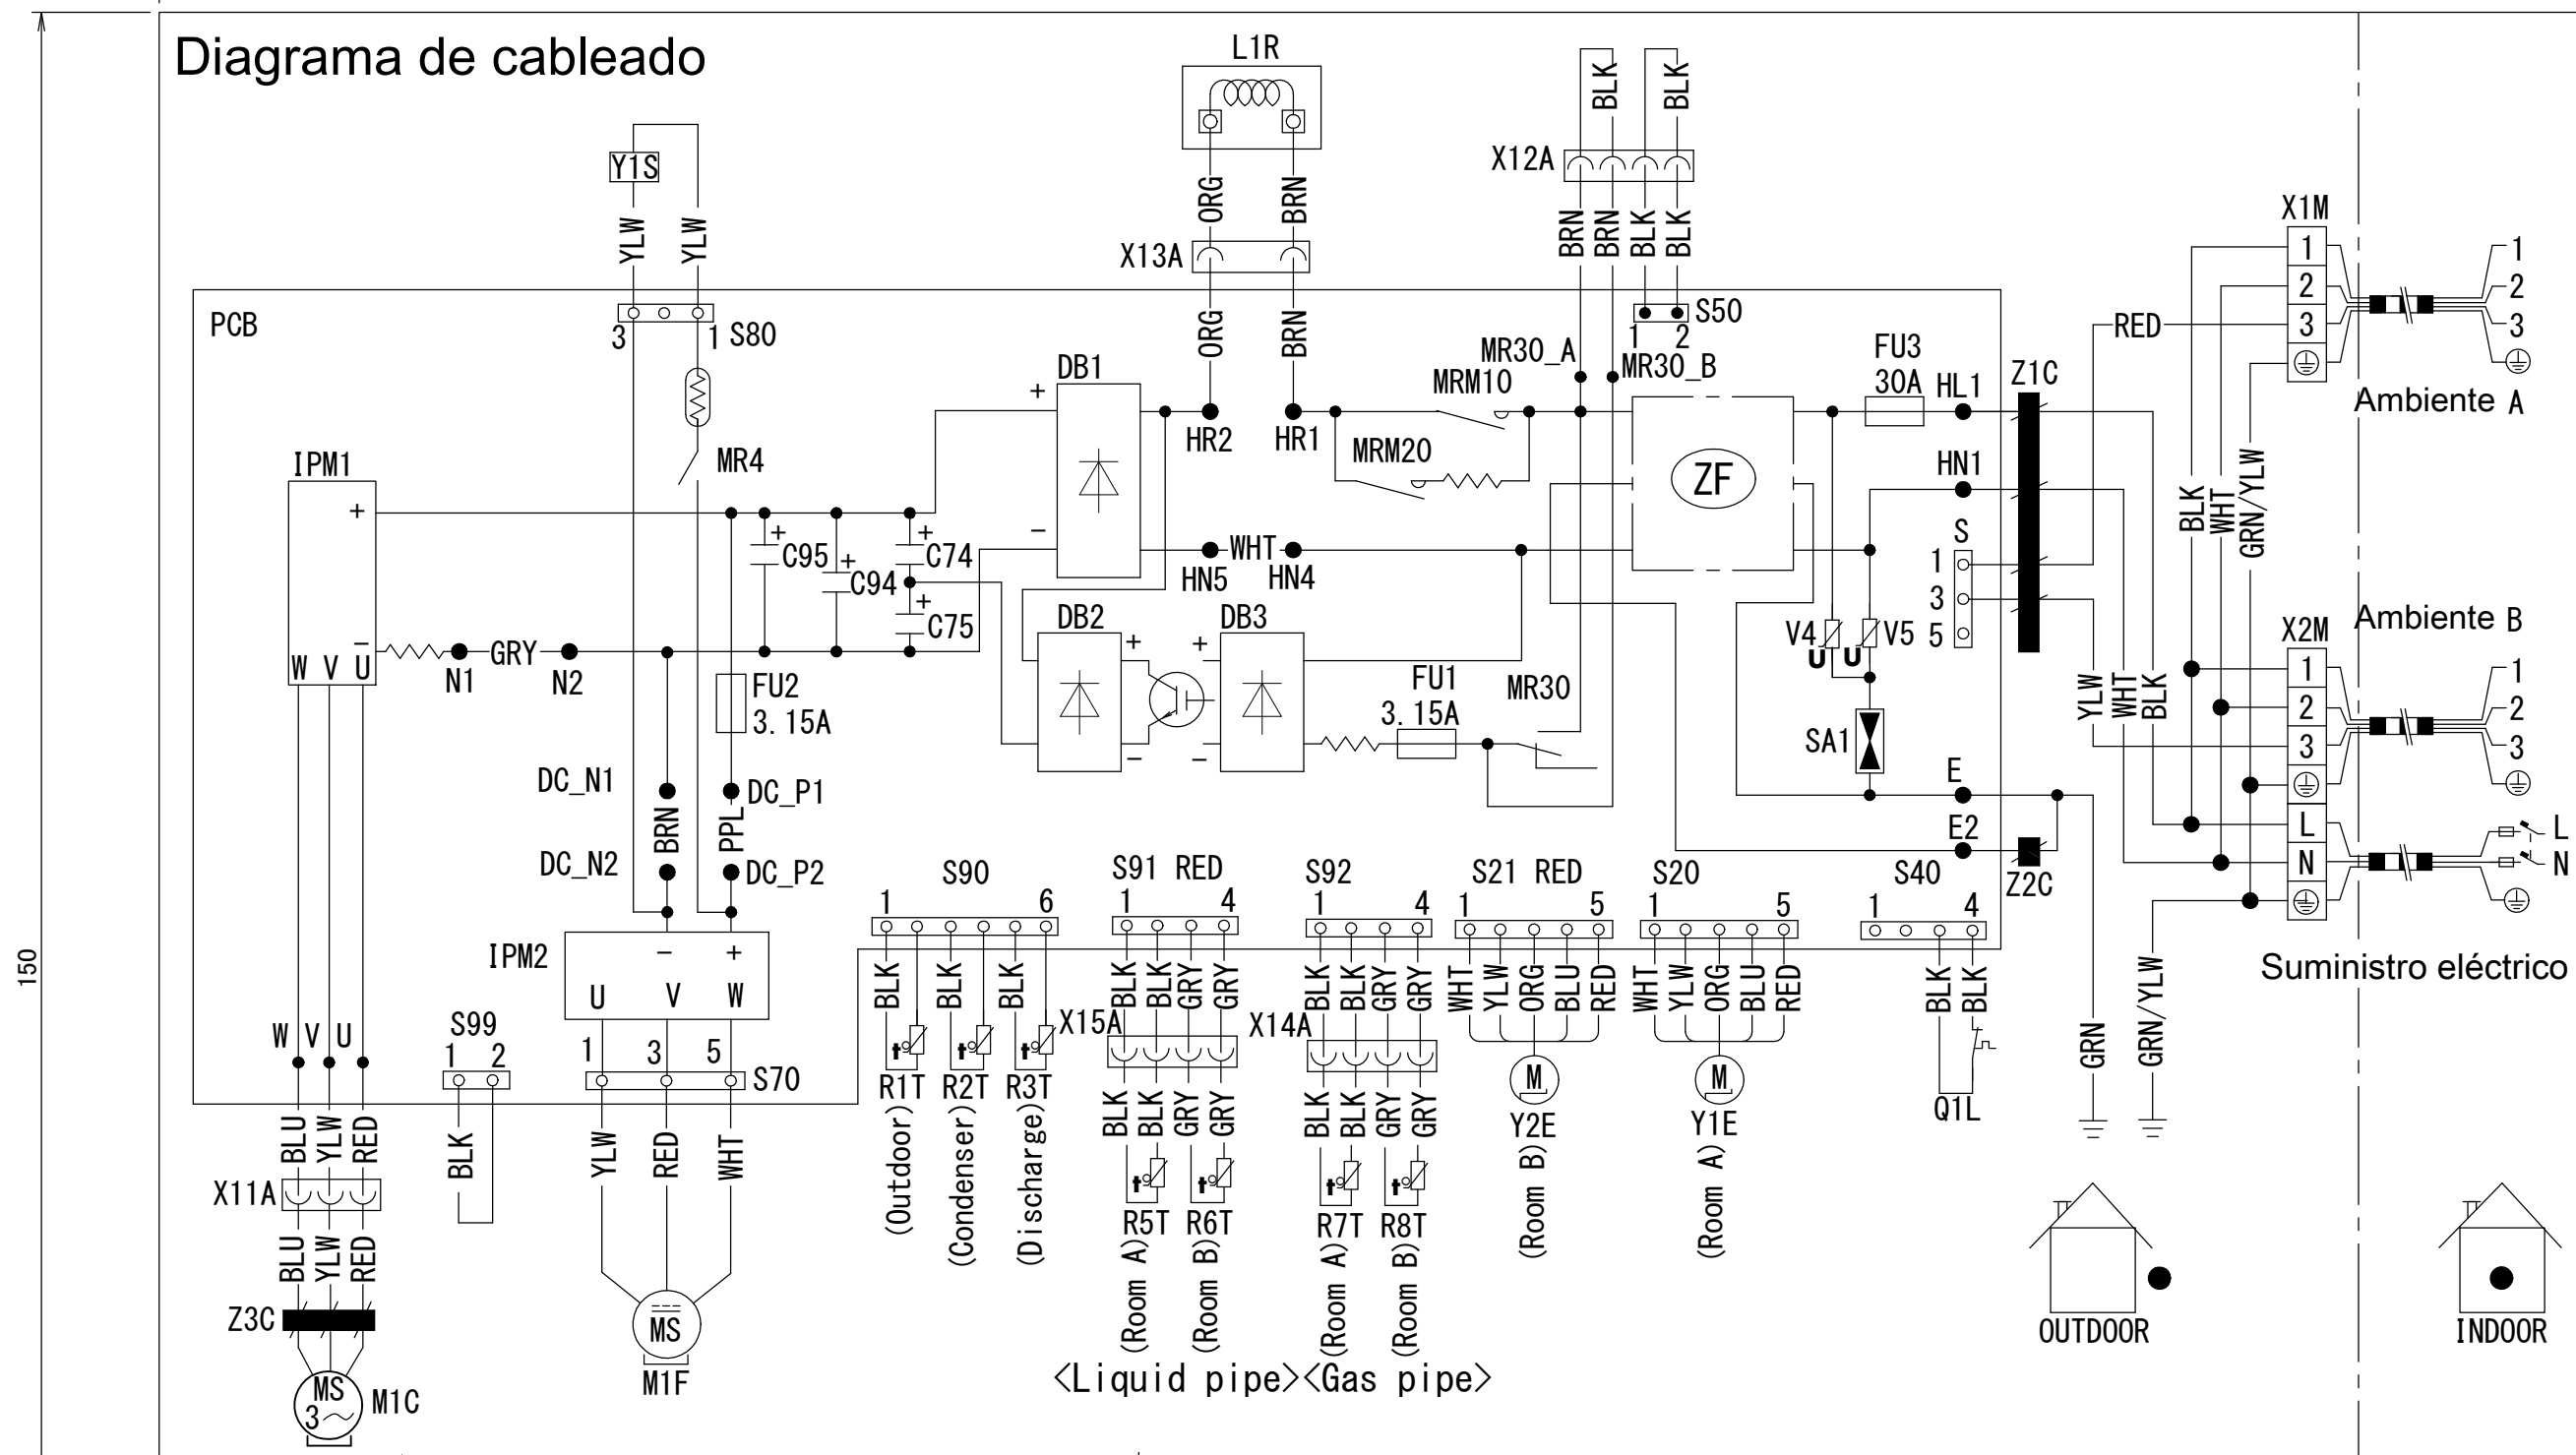 Diagrama de cableado
L1R
BLK
BLK
X12A
Y1S
ORG
BRN
YLW
YLW
BRN
BRN
BLK
BLK
X13A
X1M
1
2
3
1
2
3
RED
Ambiente A
PCB
3
1
S80
ORG
BRN
S50
1
2
MR30_A
MR30_B
MRM10
FU3
30A
HL1
Z1C
DB1
+
−
HR2
HR1
MRM20
ZF
HN1
MR4
IPM1
+
−
W V U
C95
C94
C74
C75
+
+
+
+
HN5
WHT
HN4
S
1
3
5
BLK
WHT
GRN/YLW
N1
GRY
N2
DB2
+
−
DB3
+
−
FU1
3.15A
MR30
V4
U
U
V5
SA1
Ambiente B
X2M
1
2
3
1
2
3
YLW
WHT
BLK
FU2
3.15A
DC_N1
DC_P1
BRN
PPL
DC_N2
DC_P2
E
E2
Z2C
L
N
L
N
Suministro eléctrico
IPM2
−
+
U
V
W
1
S90
6
S91 RED
1
4
S92
1
4
S21 RED
1
5
S20
1
5
S40
1
4
BLK
BLK
BLK
BLK
BLK
GRY
GRY
BLK
BLK
GRY
GRY
WHT
YLW
ORG
BLU
RED
WHT
YLW
ORG
BLU
RED
BLK
BLK
GRN
GRN/YLW
W V U
S99
1
2
1
3
5
S70
t°
t°
t°
X15A
X14A
R1T
R2T
R3T
(Outdoor)
(Condenser)
(Discharge)
M
M
Y2E
Y1E
(Room B)
(Room A)
Q1L
BLU
YLW
RED
BLK
YLW
RED
WHT
BLK
BLK
GRY
GRY
BLK
BLK
GRY
GRY
X11A
t°
t°
t°
t°
R5T
R6T
R7T
R8T
(Room A)
(Room B)
(Room A)
(Room B)
BLU
YLW
RED
Z3C
MS
M1F
MS
3
M1C
<Liquid pipe>
<Gas pipe>
OUTDOOR
INDOOR
150